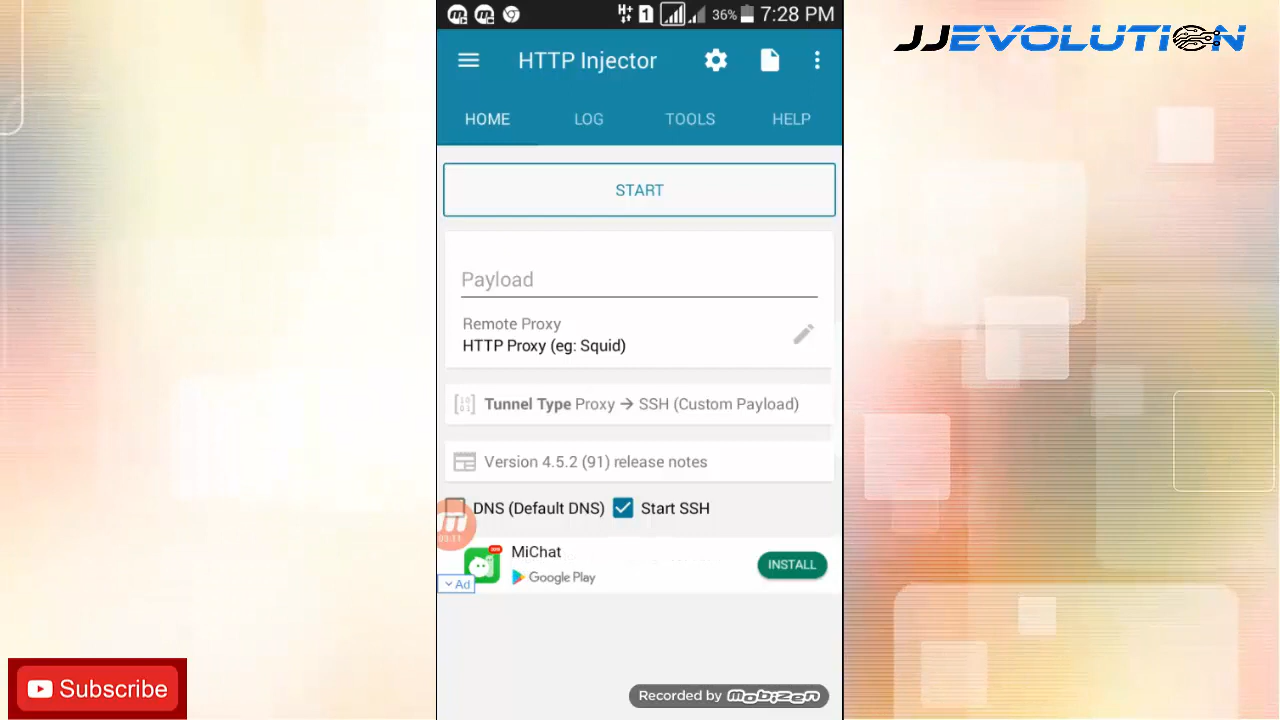 36% 7:28 PM
JJEVOLUTION
HTTP Injector
HOME LOG TOOLS HELP
START
Payload
Remote Proxy
HTTP Proxy (eg: Squid)
Tunnel Type Proxy → SSH (Custom Payload)
Version 4.5.2 (91) release notes
DNS (Default DNS) Start SSH
MiChat
INSTALL
Google Play
Ad
Subscribe
Recorded by mobizen